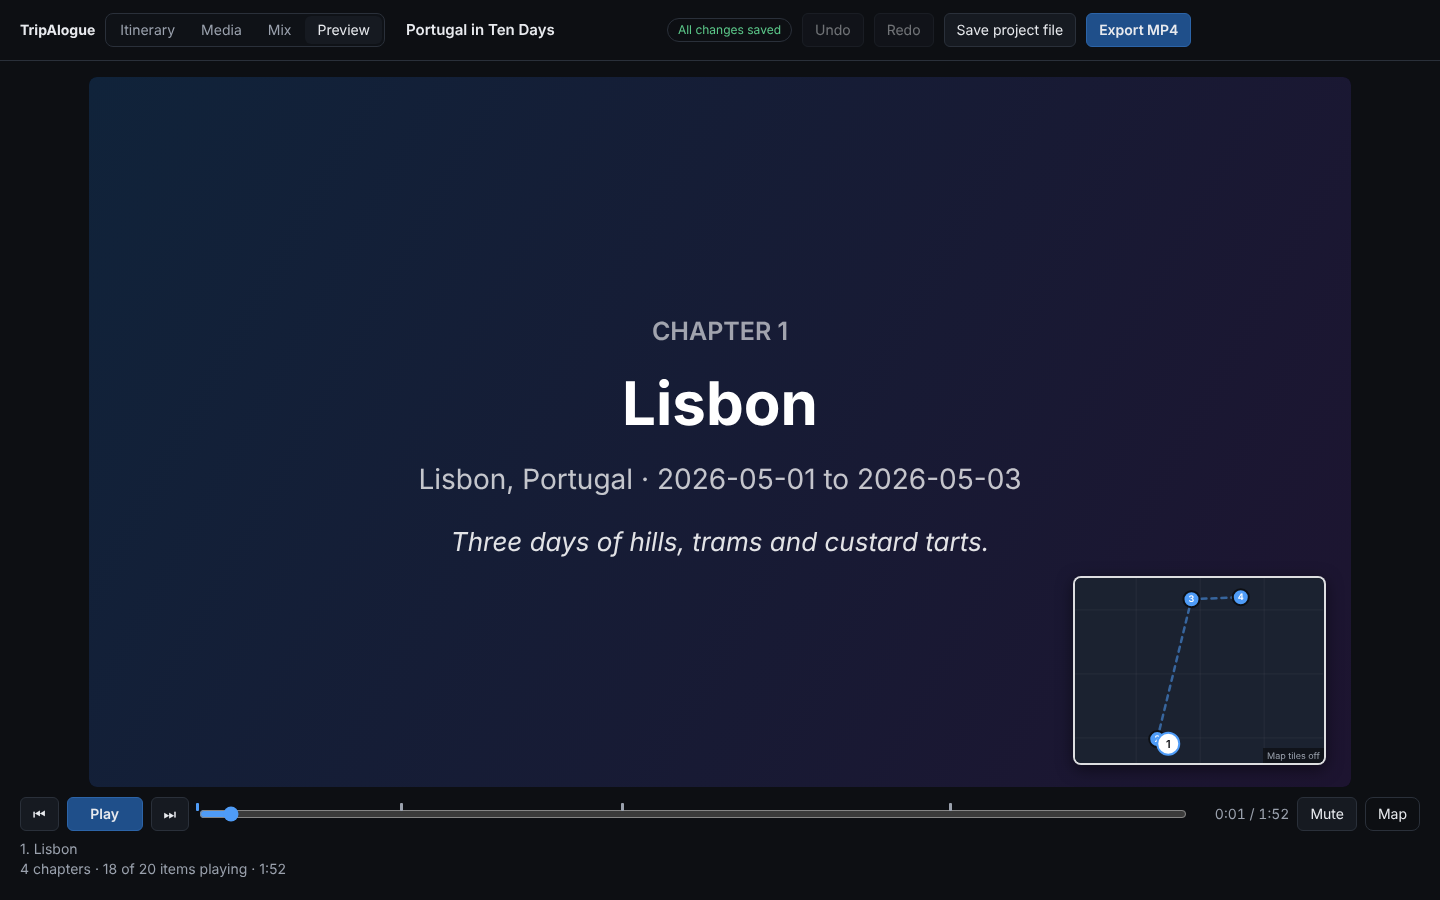 TripAlogue Itinerary Media Mix Preview Portugal in Ten Days All changes saved Undo Redo Save project file Export MP4
CHAPTER 1
Lisbon
Lisbon, Portugal · 2026-05-01 to 2026-05-03
Three days of hills, trams and custard tarts.
3 4
1
Map tiles off
Play 0:01 / 1:52 Mute Map
1. Lisbon
4 chapters · 18 of 20 items playing · 1:52